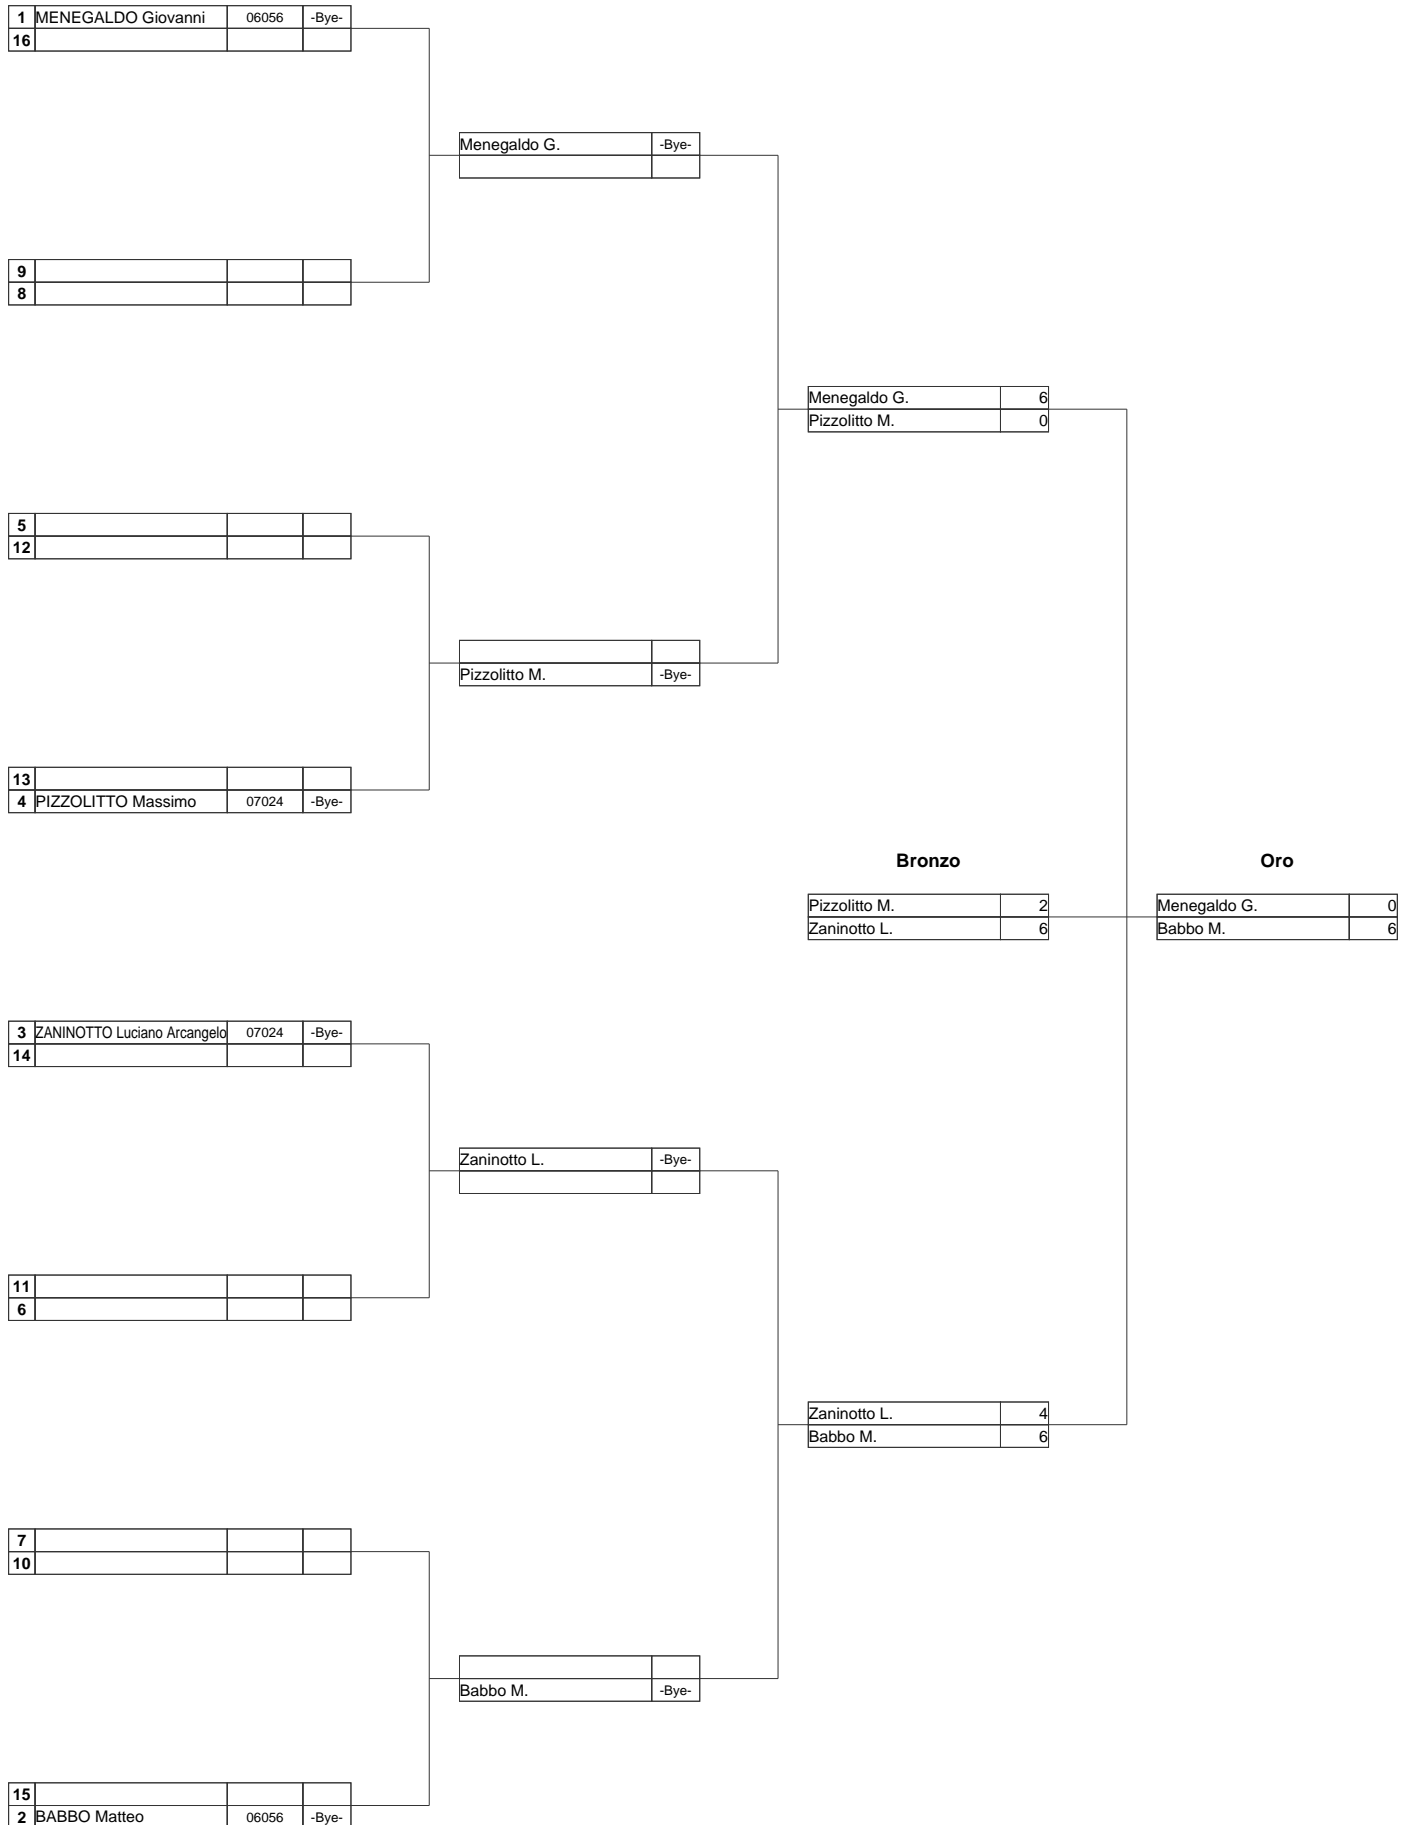 1 MENEGALDO Giovanni 06056 -Bye-
16
Menegaldo G. -Bye-
9
8
Menegaldo G. 6
Pizzolitto M. 0
5
12
Pizzolitto M. -Bye-
13
4 PIZZOLITTO Massimo 07024 -Bye-
Bronzo Oro
Pizzolitto M. 2 Menegaldo G. 0
Zaninotto L. 6 Babbo M. 6
3 ZANINOTTO Luciano Arcangelo 07024 -Bye-
14
Zaninotto L. -Bye-
11
6
Zaninotto L. 4
Babbo M. 6
7
10
Babbo M. -Bye-
15
2 BABBO Matteo 06056 -Bye-